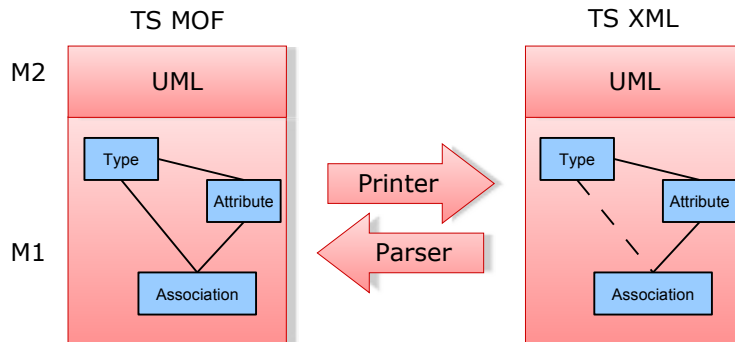 TS MOF
TS XML
M2
UML
UML
Type
Type
Printer
Attribute
Attribute
M1
Parser
Association
Association